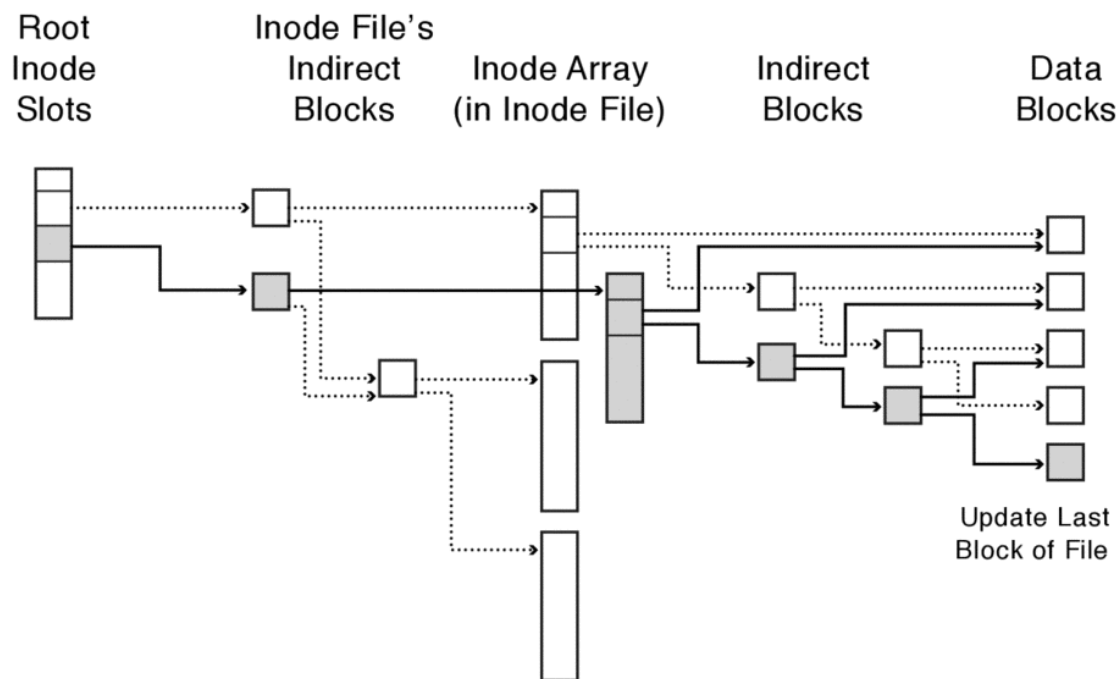 Root
Inode
Slots
Inode File's
Indirect
Blocks
Inode Array
(in Inode File)
Indirect
Blocks
Data
Blocks
Update Last
Block of File